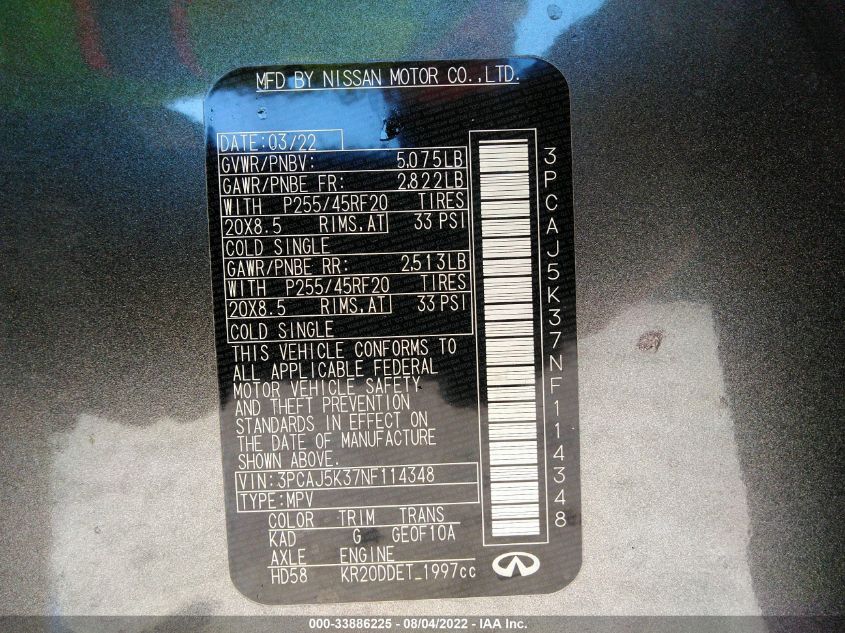 MFD BY NISSAN MOTOR CO.,LTD.
DATE:03/22
GVWR/PNBV: 5,075LB
GAWR/PNBE FR: 2,822LB
WITH P255/45RF20 TIRES
20X8.5 RIMS,AT 33 PSI
COLD SINGLE
GAWR/PNBE RR: 2,513LB
WITH P255/45RF20 TIRES
20X8.5 RIMS,AT 33 PSI
COLD SINGLE
THIS VEHICLE CONFORMS TO
ALL APPLICABLE FEDERAL
MOTOR VEHICLE SAFETY
AND THEFT PREVENTION
STANDARDS IN EFFECT ON
THE DATE OF MANUFACTURE
SHOWN ABOVE.
VIN:3PCAJ5K37NF114348
TYPE:MPV
COLOR TRIM TRANS
KAD G GE0F10A
AXLE ENGINE
HD58 KR20DDET_1997cc
3PCAJ5K37NF114348
000-33886225 - 08/04/2022 - IAA Inc.